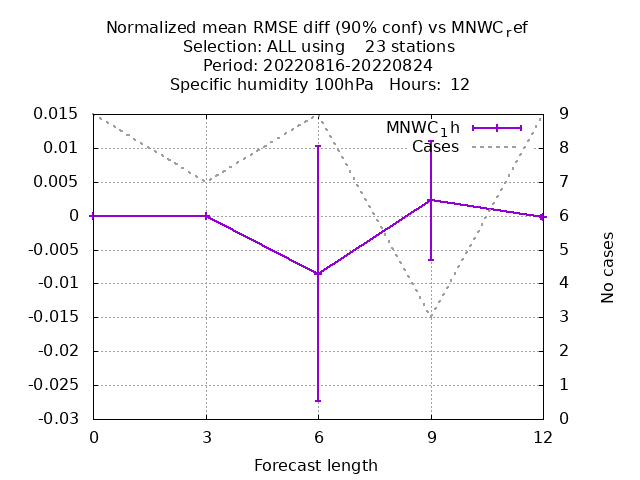 Normalized mean RMSE diff (90% conf) vs MNWCref
Selection: ALL using 23 stations
Period: 20220816-20220824
Specific humidity 100hPa Hours: 12
MNWC1h
Cases
0.015
0.01
0.005
0
-0.005
-0.01
-0.015
-0.02
-0.025
-0.03
9
8
7
6
5
4
3
2
1
0
No cases
0 3 6 9 12
Forecast length